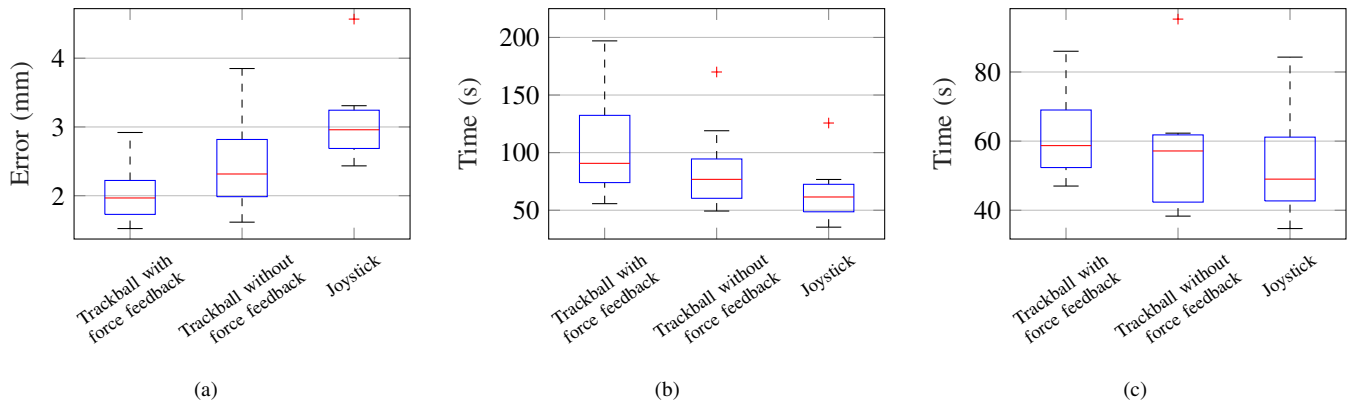 4
3
2
Error (mm)
Trackball with
force feedback
Trackball without
force feedback
Joystick
(a)
200
150
100
50
Time (s)
Trackball with
force feedback
Trackball without
force feedback
Joystick
(b)
80
60
40
Time (s)
Trackball with
force feedback
Trackball without
force feedback
Joystick
(c)